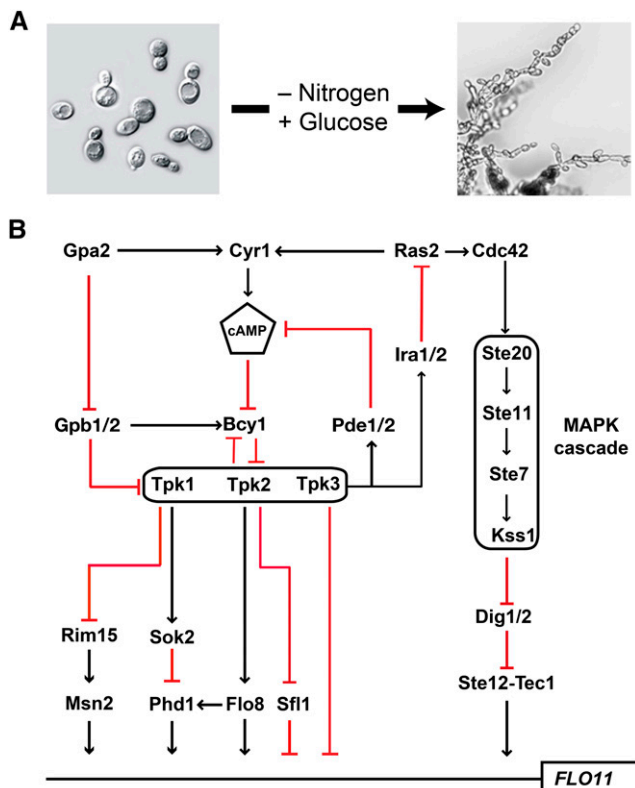 A
– Nitrogen
+ Glucose
B
Gpa2 Cyr1 Ras2 Cdc42
cAMP
Ira1/2
Ste20
Ste11
MAPK
cascade
Gpb1/2 Bcy1 Pde1/2
Ste7
Tpk1 Tpk2 Tpk3
Kss1
Rim15 Sok2
Dig1/2
Msn2 Phd1 Flo8 Sfl1
Ste12-Tec1
FLO11